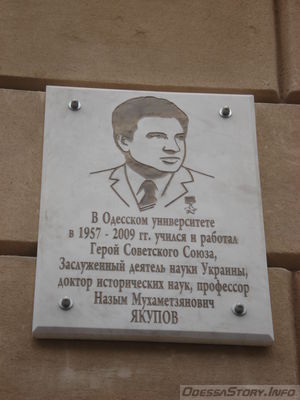 В Одесском университете
в 1957 - 2009 гг. учился и работал
Герой Советского Союза,
Заслуженный деятель науки Украины,
доктор исторических наук, профессор
Назым Мухаметзянович
ЯКУПОВ
OdessaStory.Info